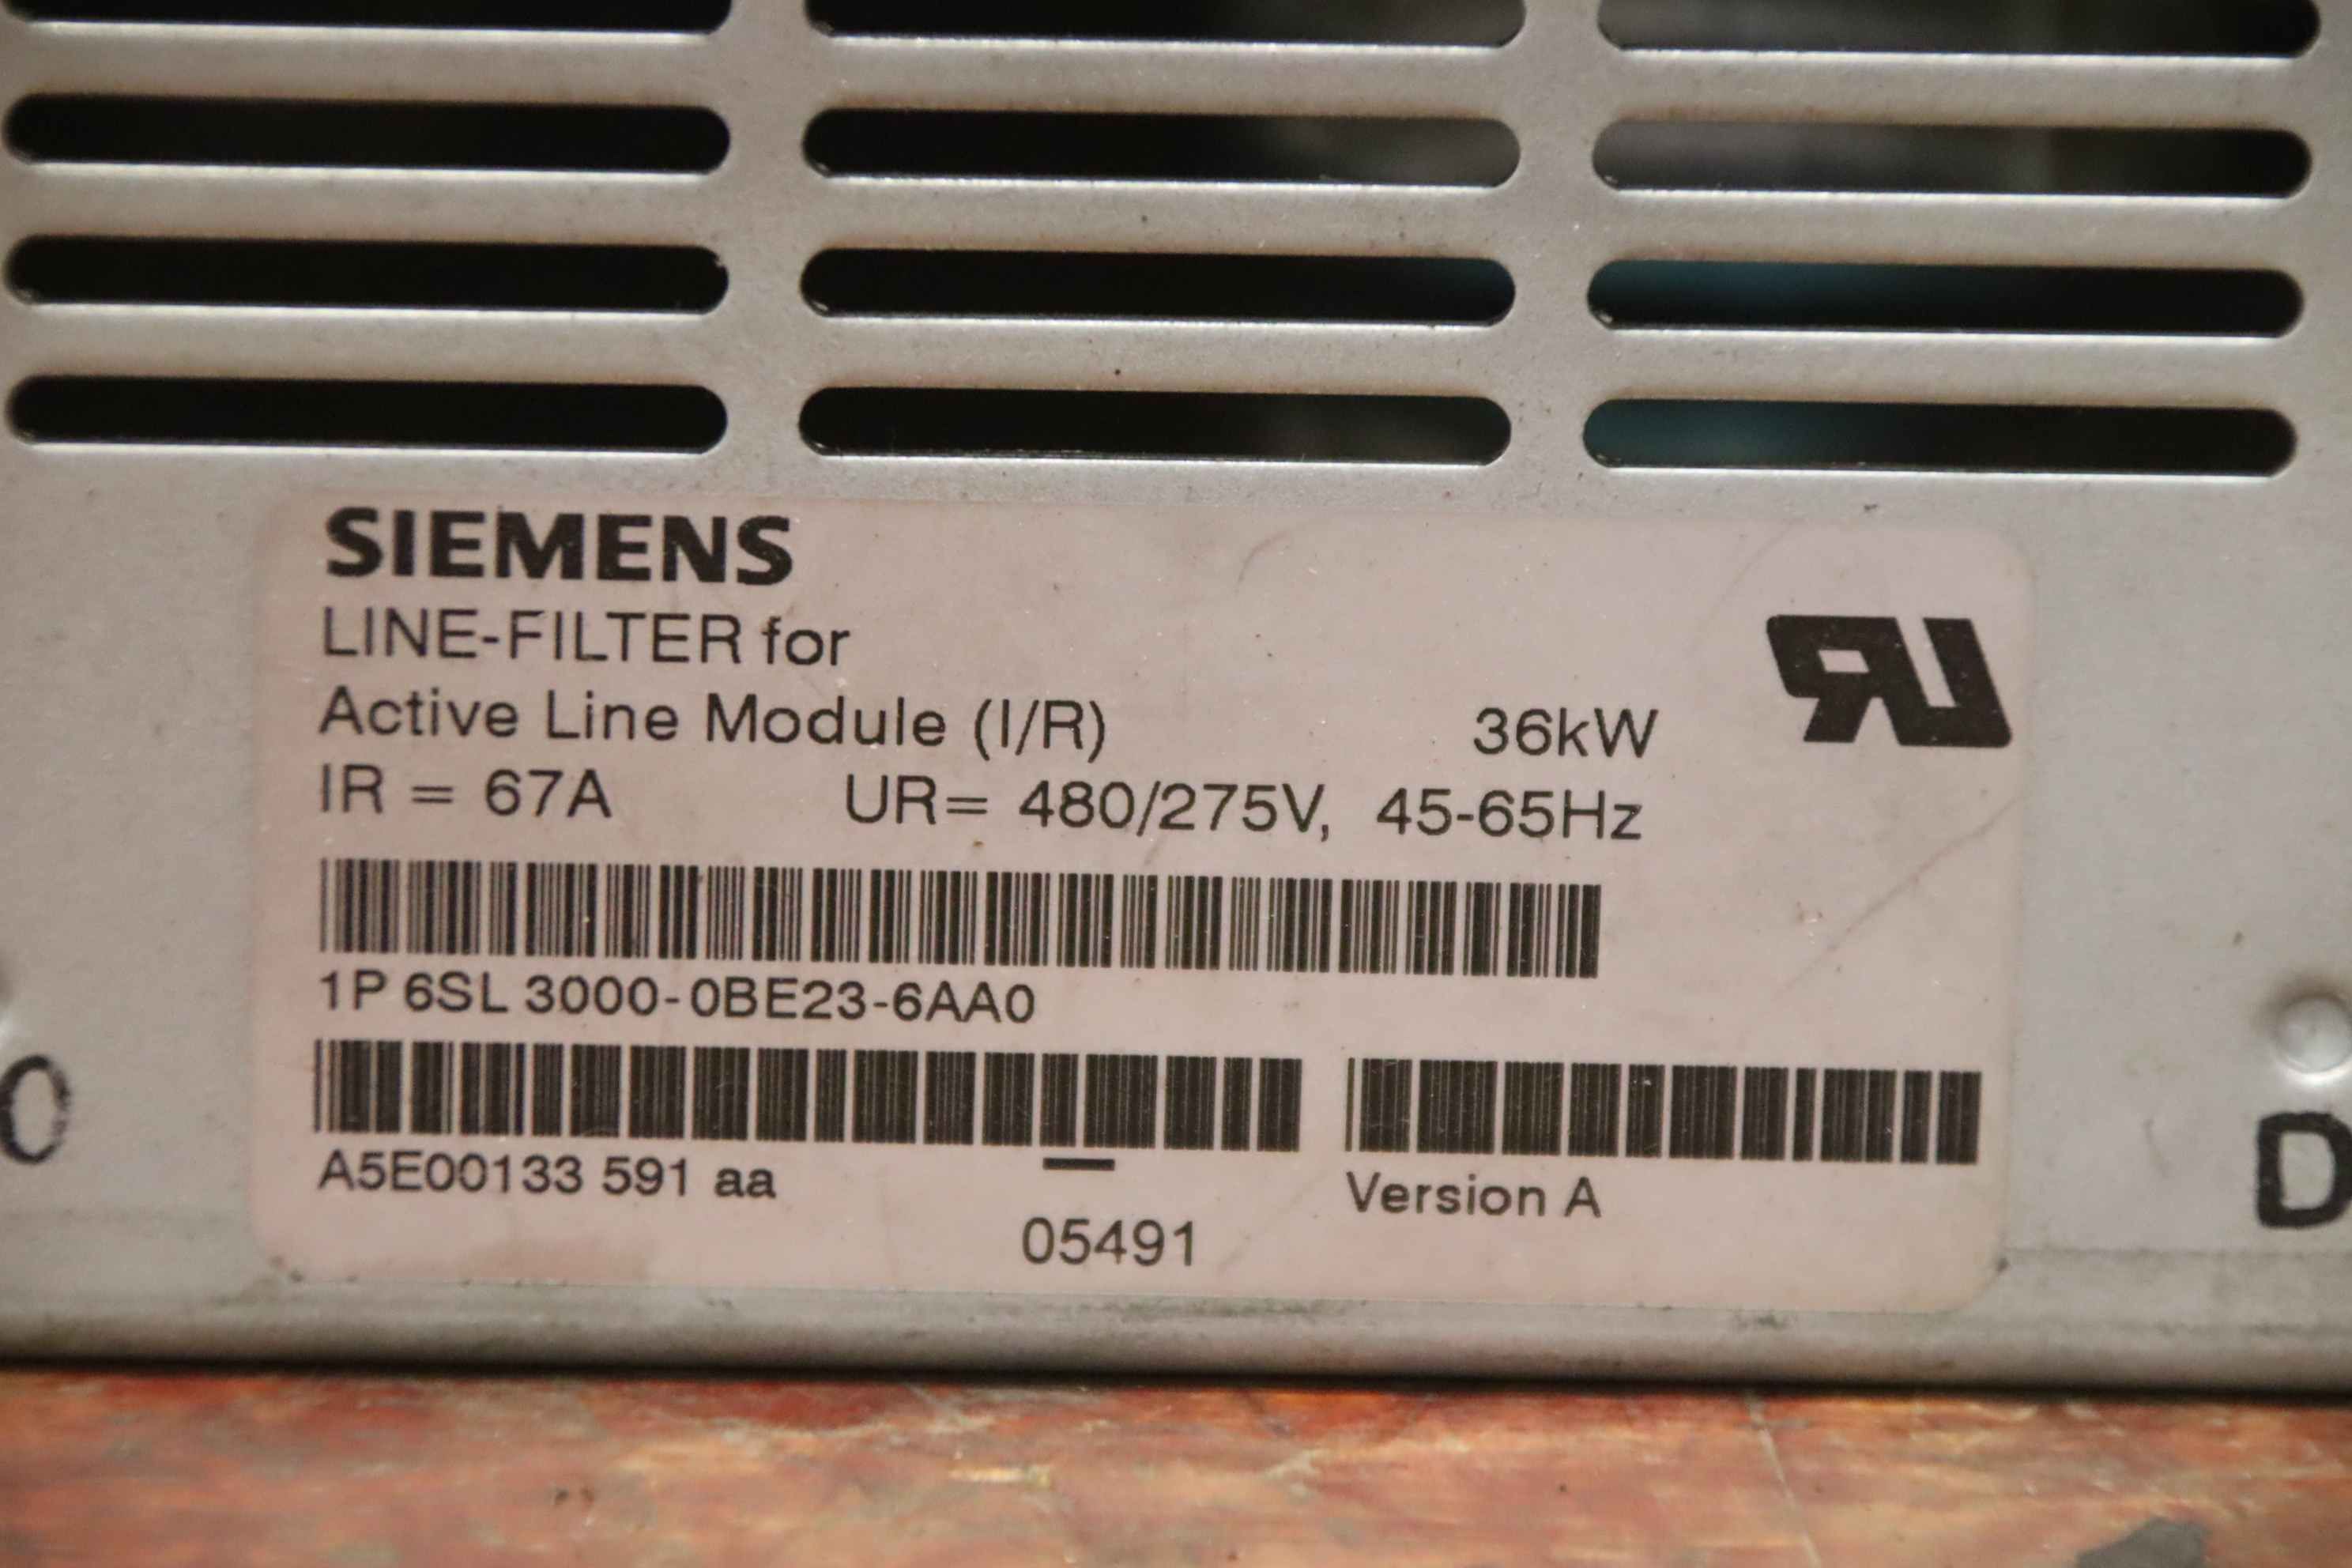 SIEMENS
LINE-FILTER for
Active Line Module (I/R) 36kW
IR = 67A UR= 480/275V, 45-65Hz
1P 6SL 3000-0BE23-6AA0
A5E00133 591 aa
Version A
05491
D